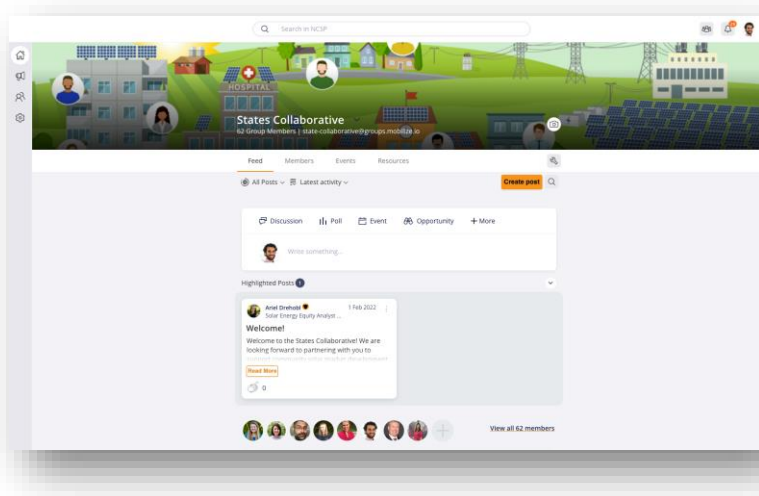 Search in NCSP
HOSPITAL
States Collaborative
62 Group Members | state-collaborative@groups.mobilize.io
Feed Members Events Resources
All Posts Latest activity
Create post
Discussion Poll Event Opportunity + More
Write something...
Highlighted Posts 1
Ariel Drehobl 1 Feb 2022
Solar Energy Equity Analyst ...
Welcome!
Welcome to the States Collaborative! We are
looking forward to partnering with you to
Read More
0
View all 62 members